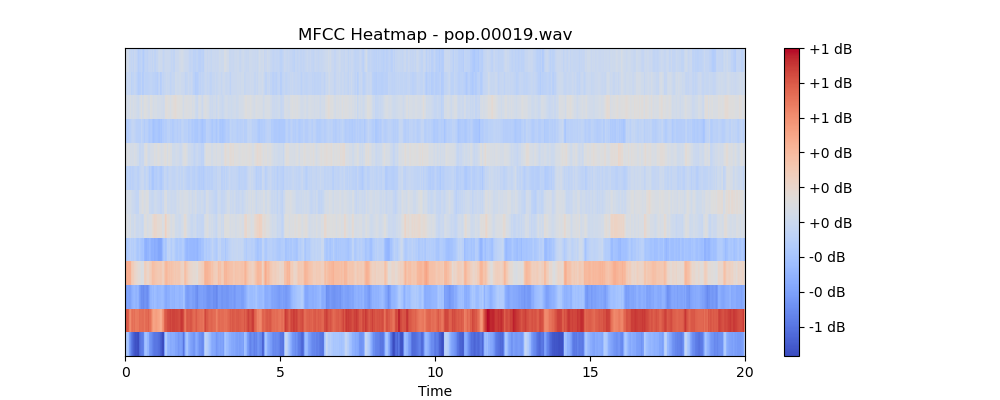 MFCC Heatmap - pop.00019.wav
+1 dB
+1 dB
+1 dB
+0 dB
+0 dB
+0 dB
-0 dB
-0 dB
-1 dB
0 5 10 15 20
Time